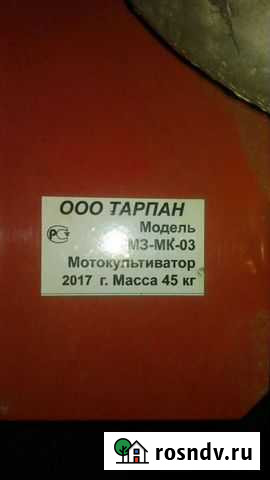 ООО ТАРПАН
Модель
МЗ-МК-03
Мотокультиватор
2017 г. Масса 45 кг
rosndv.ru